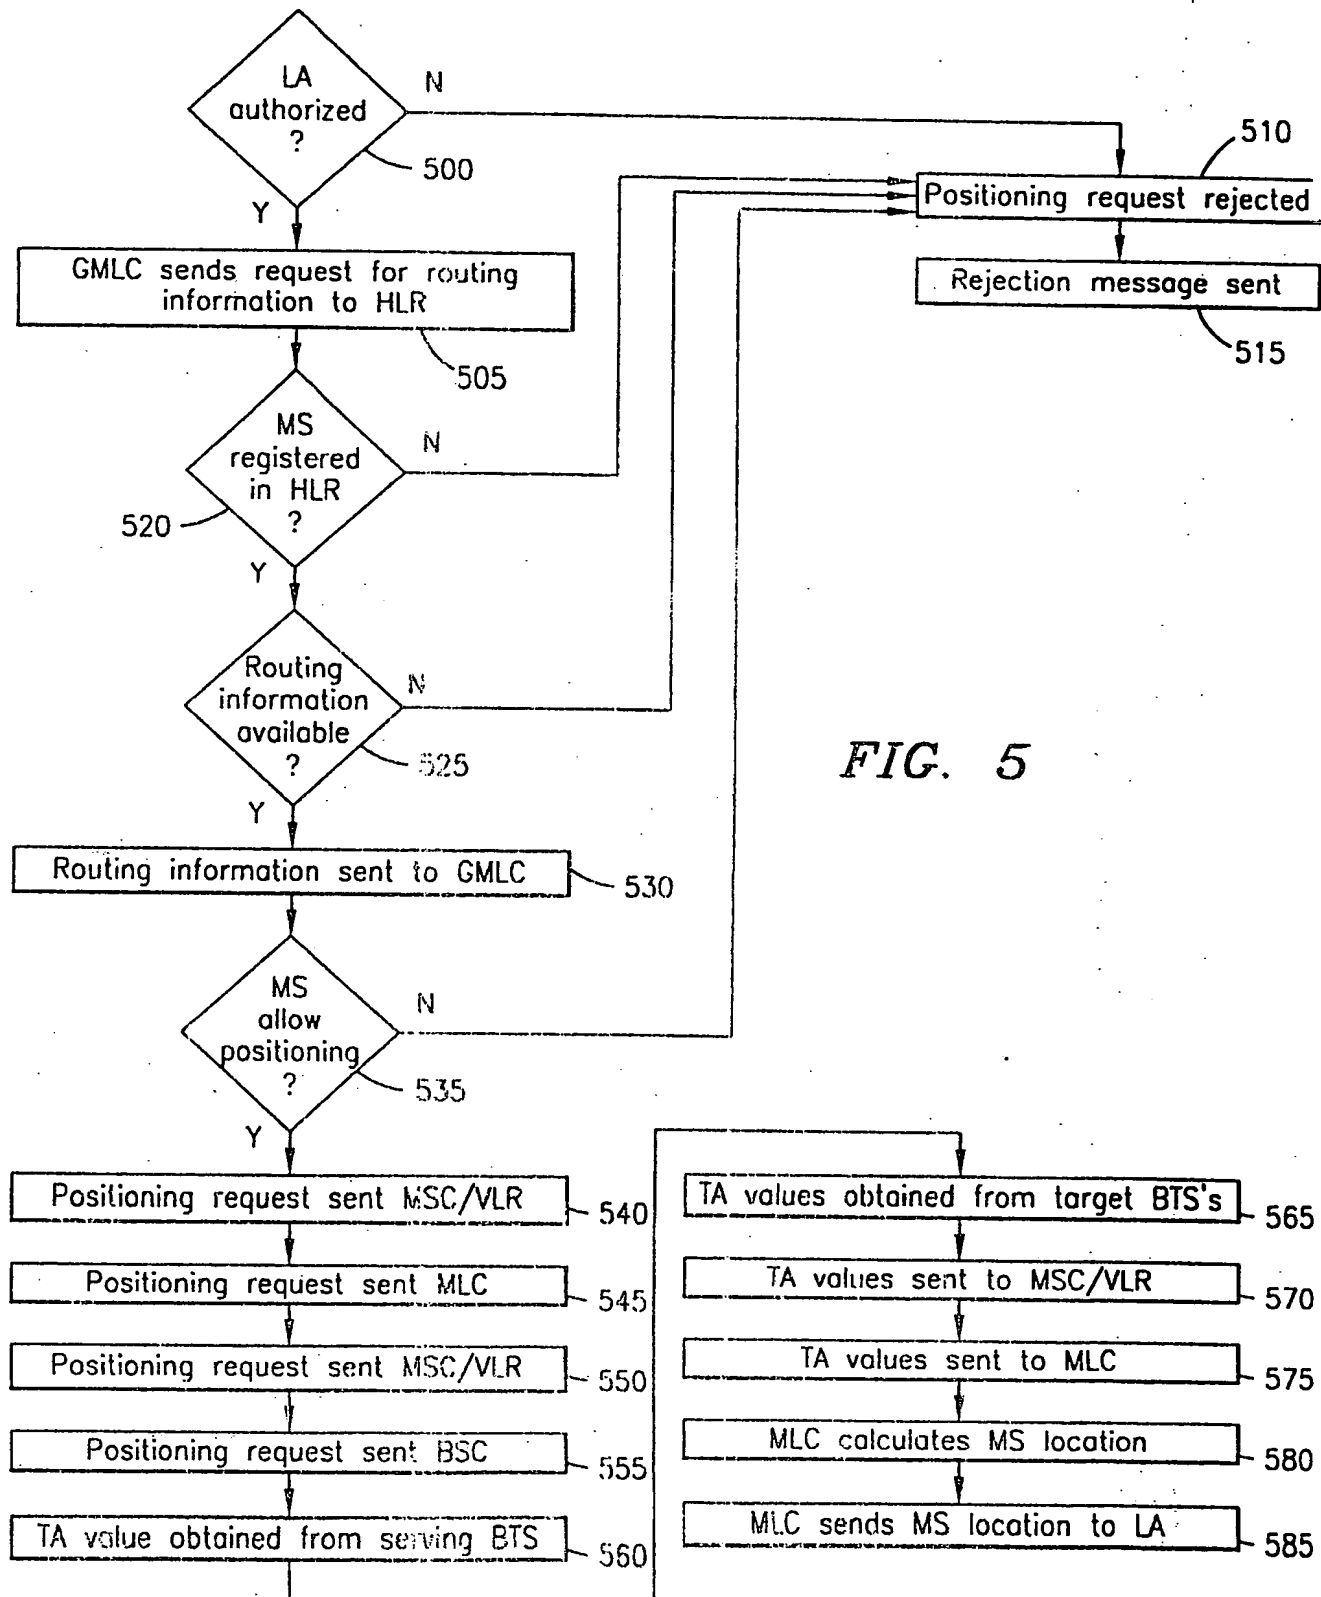 LA
authorized
?
N
500
Y
510
Positioning request rejected
GMLC sends request for routing
information to HLR
505
Rejection message sent
515
MS
registered
in HLR
?
N
520
Y
Routing
information
available
?
N
525
Y
FIG. 5
Routing information sent to GMLC
530
MS
allow
positioning
?
N
535
Y
Positioning request sent MSC/VLR
540
Positioning request sent MLC
545
Positioning request sent MSC/VLR
550
Positioning request sent BSC
555
TA value obtained from serving BTS
560
TA values obtained from target BTS's
565
TA values sent to MSC/VLR
570
TA values sent to MLC
575
MLC calculates MS location
580
MLC sends MS location to LA
585